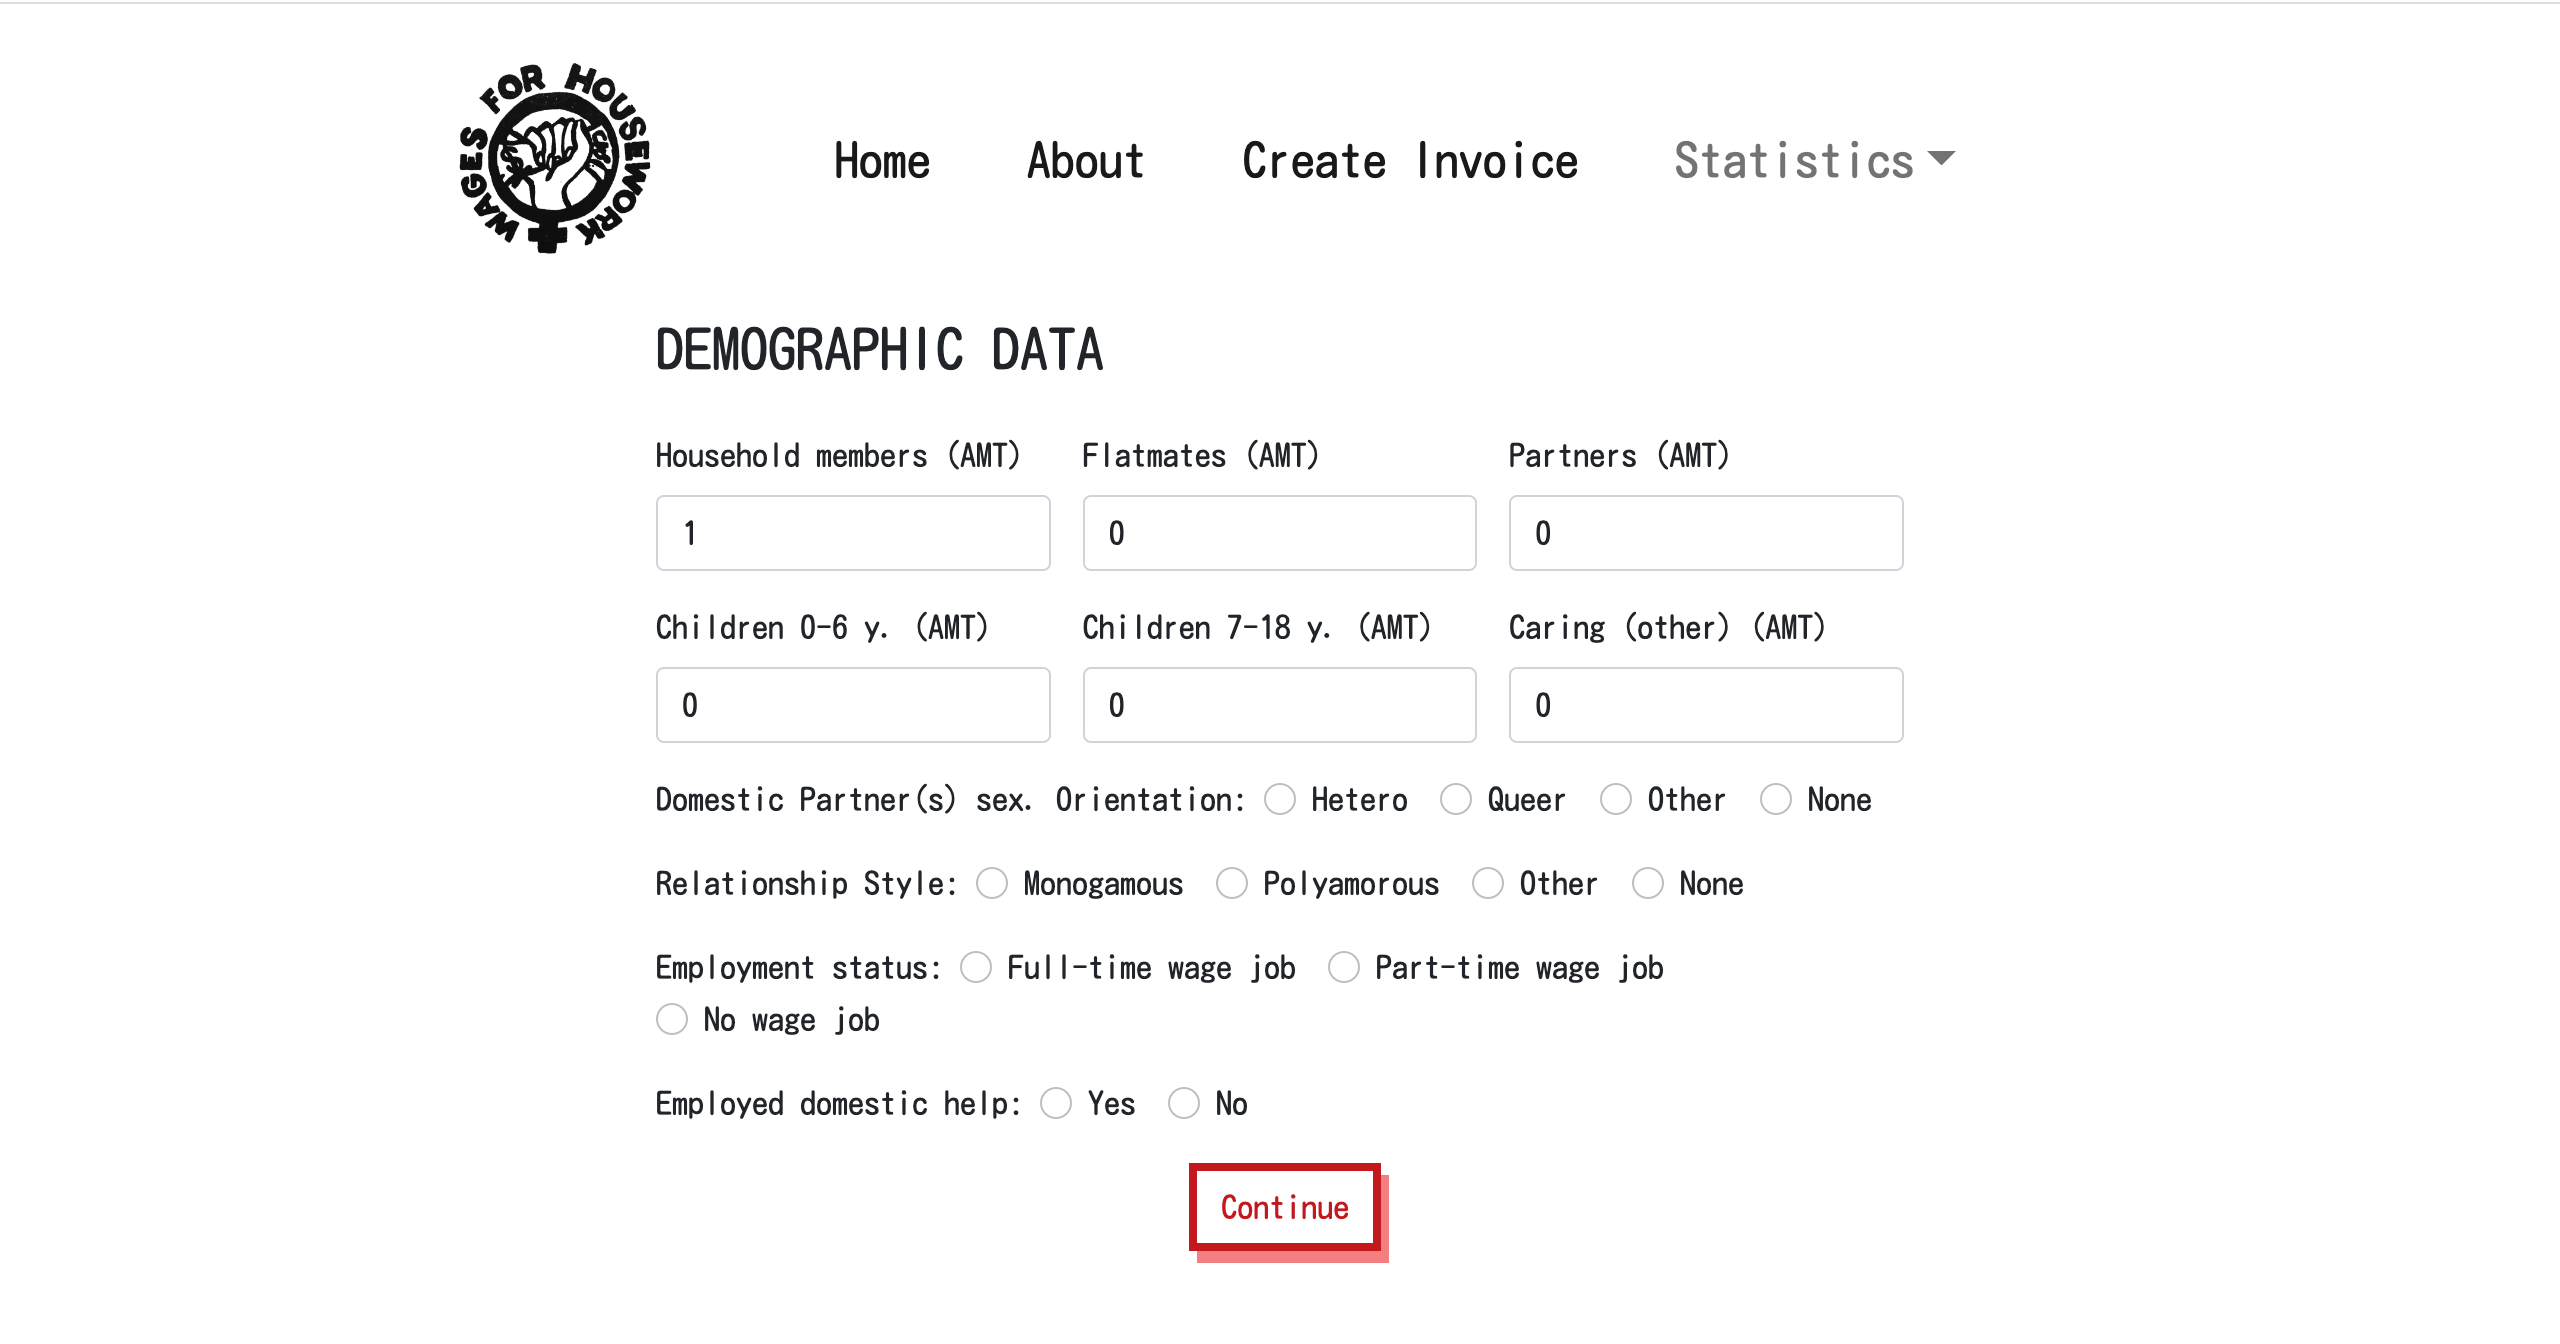 WAGES FOR HOUSEWORK
Home About Create Invoice Statistics
DEMOGRAPHIC DATA
Household members (AMT) Flatmates (AMT) Partners (AMT)
1 0 0
Children 0-6 y. (AMT) Children 7-18 y. (AMT) Caring (other) (AMT)
0 0 0
Domestic Partner(s) sex. Orientation: Hetero Queer Other None
Relationship Style: Monogamous Polyamorous Other None
Employment status: Full-time wage job Part-time wage job
No wage job
Employed domestic help: Yes No
Continue